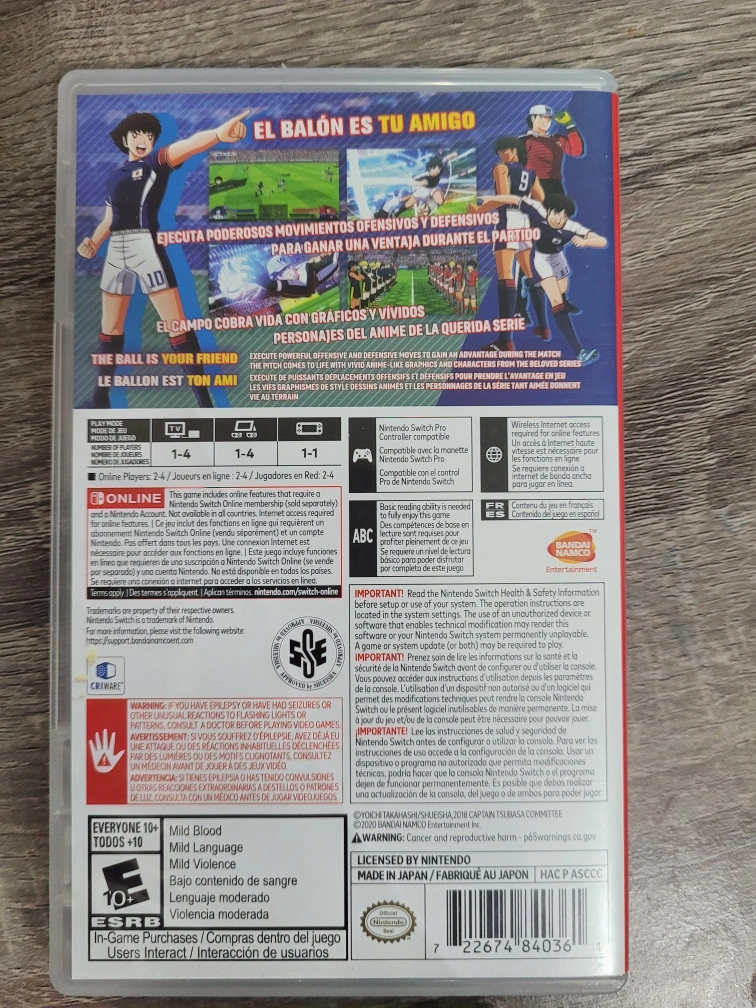 EL BALÓN ES TU AMIGO
9
10
EJECUTA PODEROSOS MOVIMIENTOS OFENSIVOS Y DEFENSIVOS
PARA GANAR UNA VENTAJA DURANTE EL PARTIDO
EL CAMPO COBRA VIDA CON GRÁFICOS Y VÍVIDOS
PERSONAJES DEL ANIME DE LA QUERIDA SERIE
THE BALL IS YOUR FRIEND
EXECUTE POWERFUL OFFENSIVE AND DEFENSIVE MOVES TO GAIN AN ADVANTAGE DURING THE MATCH
THE PITCH COMES TO LIFE WITH VIVID ANIME-LIKE GRAPHICS AND CHARACTERS FROM THE BELOVED SERIES
LE BALLON EST TON AMI
EXÉCUTE DE PUISSANTS DÉPLACEMENTS OFFENSIFS ET DÉFENSIFS POUR PRENDRE L'AVANTAGE EN JEU
LES VIFS GRAPHISMES DE STYLE DESSINS ANIMÉS ET LES PERSONNAGES DE LA SÉRIE TANT AIMÉE DONNENT
VIE AU TERRAIN
PLAY MODE
MODE DE JEU
MODO DE JUEGO
TV
NUMBER OF PLAYERS
NOMBRE DE JOUEURS
NÚMERO DE JUGADORES
1-4
1-4
1-1
Online Players: 2-4 / Joueurs en ligne : 2-4 / Jugadores en Red: 2-4
ONLINE
This game includes online features that require a
Nintendo Switch Online membership (sold separately)
and a Nintendo Account. Not available in all countries. Internet access required
for online features. | Ce jeu inclut des fonctions en ligne qui requièrent un
abonnement Nintendo Switch Online (vendu séparément) et un compte
Nintendo. Pas offert dans tous les pays. Une connexion Internet est
nécessaire pour accéder aux fonctions en ligne. | Este juego incluye funciones
en línea que requieren de una suscripción a Nintendo Switch Online (se vende
por separado) y una cuenta Nintendo. No está disponible en todos los países.
Se requiere una conexión a internet para acceder a los servicios en línea.
Terms apply. | Des termes s'appliquent. | Aplican términos. nintendo.com/switch-online
Nintendo Switch Pro
Controller compatible
Compatible avec la manette
Nintendo Switch Pro
Compatible con el control
Pro de Nintendo Switch
Wireless Internet access
required for online features
Un accès à Internet haute
vitesse est nécessaire pour
les fonctions en ligne
Se requiere conexión a
internet de banda ancha
para jugar en línea.
ABC
Basic reading ability is needed
to fully enjoy this game
Des compétences de base en
lecture sont requises pour
profiter pleinement de ce jeu
Se requiere un nivel de lectura
básico para poder disfrutar
por completo de este juego
FR
ES
Contenu du jeu en français
Contenido del juego en español
BANDAI
NAMCO
Entertainment
TM
Trademarks are property of their respective owners.
Nintendo Switch is a trademark of Nintendo.
For more information, please visit the following website:
https://support.bandainamcoent.com
CRIWARE™
APPROVED by SHUEISHA
IMPORTANT! Read the Nintendo Switch Health & Safety Information
before setup or use of your system. The operation instructions are
located in the system settings. The use of an unauthorized device or
software that enables technical modification may render this
software or your Nintendo Switch system permanently unplayable.
A game or system update (or both) may be required to play.
IMPORTANT! Prenez soin de lire les informations sur la santé et la
sécurité de la Nintendo Switch avant de configurer ou d'utiliser la console.
Vous pouvez accéder aux instructions d'utilisation depuis les paramètres
de la console. L'utilisation d'un dispositif non autorisé ou d'un logiciel qui
permet des modifications techniques peut rendre la console Nintendo
Switch ou le présent logiciel inutilisables de manière permanente. La mise
à jour du jeu et/ou de la console peut être nécessaire pour pouvoir jouer.
¡IMPORTANTE! Lee las instrucciones de salud y seguridad de
Nintendo Switch antes de configurar o utilizar la consola. Para ver las
instrucciones de uso accede a la configuración de la consola. Usar un
dispositivo o programa no autorizado que permita modificaciones
técnicas, podría hacer que la consola Nintendo Switch o el programa
dejen de funcionar permanentemente. Es posible que debas realizar
una actualización de la consola, del juego o de ambos para poder jugar.
WARNING: IF YOU HAVE EPILEPSY OR HAVE HAD SEIZURES OR
OTHER UNUSUAL REACTIONS TO FLASHING LIGHTS OR
PATTERNS, CONSULT A DOCTOR BEFORE PLAYING VIDEO GAMES.
AVERTISSEMENT: SI VOUS SOUFFREZ D'ÉPILEPSIE, AVEZ DÉJÀ EU
UNE ATTAQUE OU DES RÉACTIONS INHABITUELLES DÉCLENCHÉES
PAR DES LUMIÈRES OU DES MOTIFS CLIGNOTANTS, CONSULTEZ
UN MÉDECIN AVANT DE JOUER À DES JEUX VIDÉO.
ADVERTENCIA: SI TIENES EPILEPSIA O HAS TENIDO CONVULSIONES
U OTRAS REACCIONES EXTRAORDINARIAS A DESTELLOS O PATRONES
DE LUZ, CONSULTA CON UN MÉDICO ANTES DE JUGAR VIDEOJUEGOS.
©YOICHI TAKAHASHI/SHUEISHA,2018 CAPTAIN TSUBASA COMMITTEE
©2020 BANDAI NAMCO Entertainment Inc.
WARNING: Cancer and reproductive harm - p65warnings.ca.gov
EVERYONE 10+
TODOS +10
E
10+
ESRB
Mild Blood
Mild Language
Mild Violence
Bajo contenido de sangre
Lenguaje moderado
Violencia moderada
In-Game Purchases / Compras dentro del juego
Users Interact / Interacción de usuarios
LICENSED BY NINTENDO
MADE IN JAPAN / FABRIQUÉ AU JAPON
HAC P ASCCC
Official
Nintendo
Seal
7 22674 84036 1